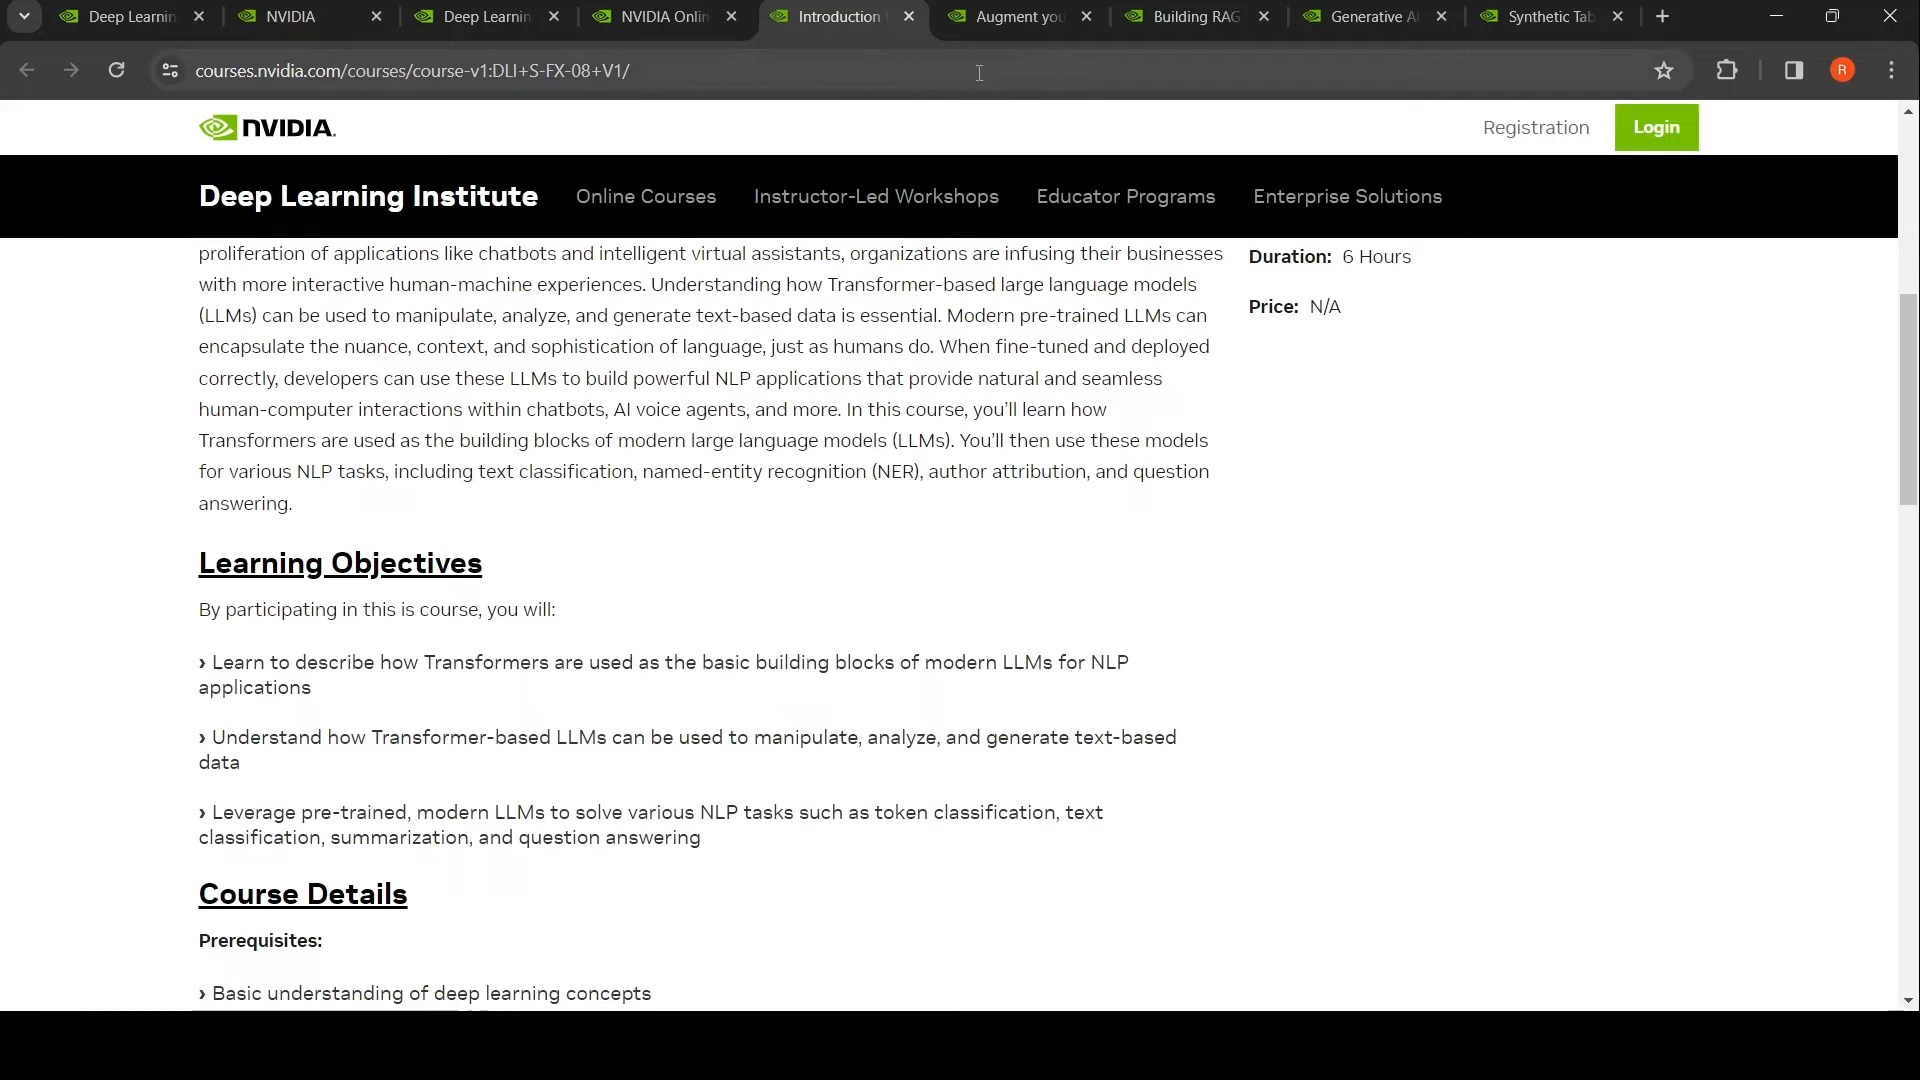 Deep Learnin
NVIDIA
Deep Learnin
NVIDIA Onlin
Introduction
Augment you
Building RAG
Generative AI
Synthetic Tab
courses.nvidia.com/courses/course-v1:DLI+S-FX-08+V1/
R
NVIDIA.
Registration
Login
Deep Learning Institute
Online Courses
Instructor-Led Workshops
Educator Programs
Enterprise Solutions
proliferation of applications like chatbots and intelligent virtual assistants, organizations are infusing their businesses
with more interactive human-machine experiences. Understanding how Transformer-based large language models
(LLMs) can be used to manipulate, analyze, and generate text-based data is essential. Modern pre-trained LLMs can
encapsulate the nuance, context, and sophistication of language, just as humans do. When fine-tuned and deployed
correctly, developers can use these LLMs to build powerful NLP applications that provide natural and seamless
human-computer interactions within chatbots, AI voice agents, and more. In this course, you'll learn how
Transformers are used as the building blocks of modern large language models (LLMs). You'll then use these models
for various NLP tasks, including text classification, named-entity recognition (NER), author attribution, and question
answering.
Duration: 6 Hours
Price: N/A
Learning Objectives
By participating in this is course, you will:
› Learn to describe how Transformers are used as the basic building blocks of modern LLMs for NLP
applications
› Understand how Transformer-based LLMs can be used to manipulate, analyze, and generate text-based
data
› Leverage pre-trained, modern LLMs to solve various NLP tasks such as token classification, text
classification, summarization, and question answering
Course Details
Prerequisites:
› Basic understanding of deep learning concepts